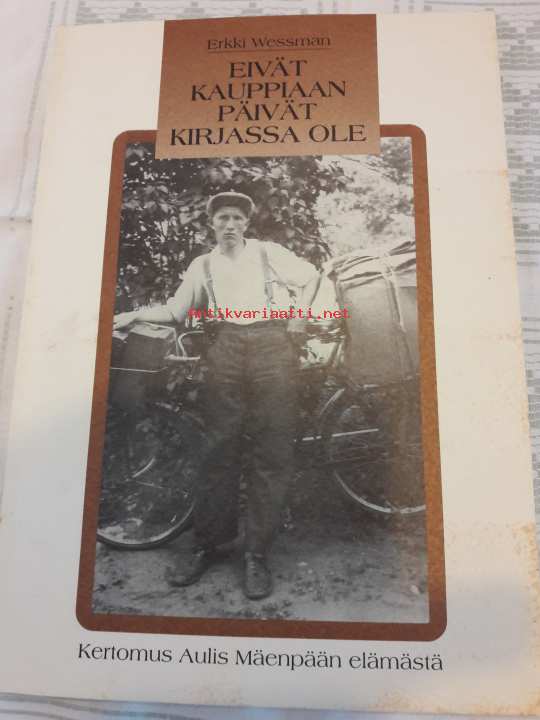 Erkki Wessman
EIVÄT
KAUPPIAAN
PÄIVÄT
KIRJASSA OLE
Antikvariaatti.net
Kertomus Aulis Mäenpään elämästä